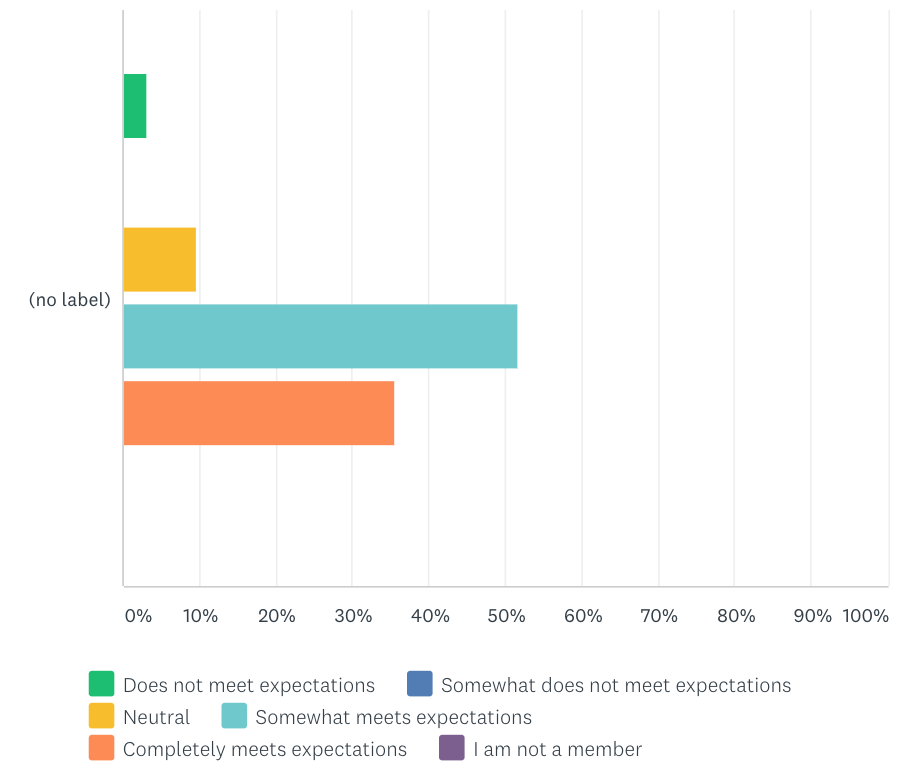 (no label)
0% 10% 20% 30% 40% 50% 60% 70% 80% 90% 100%
Does not meet expectations Somewhat does not meet expectations
Neutral Somewhat meets expectations
Completely meets expectations I am not a member